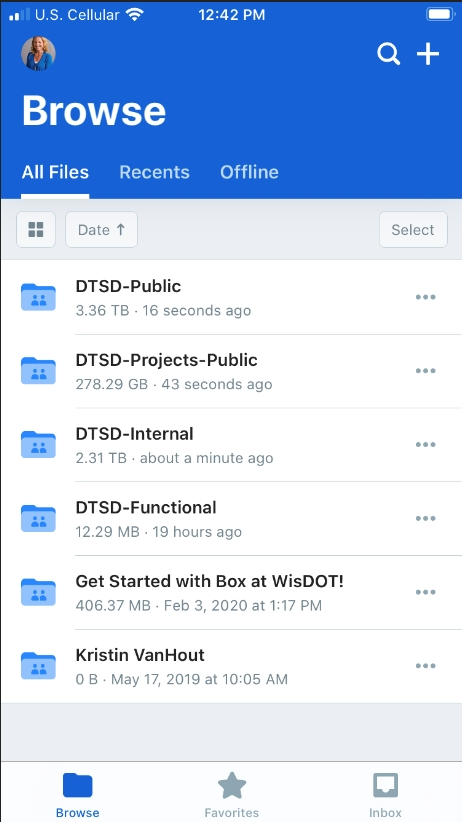 U.S. Cellular 12:42 PM
Browse
All Files Recents Offline
Date ↑ Select
DTSD-Public
3.36 TB · 16 seconds ago
DTSD-Projects-Public
278.29 GB · 43 seconds ago
DTSD-Internal
2.31 TB · about a minute ago
DTSD-Functional
12.29 MB · 19 hours ago
Get Started with Box at WisDOT!
406.37 MB · Feb 3, 2020 at 1:17 PM
Kristin VanHout
0 B · May 17, 2019 at 10:05 AM
Browse Favorites Inbox